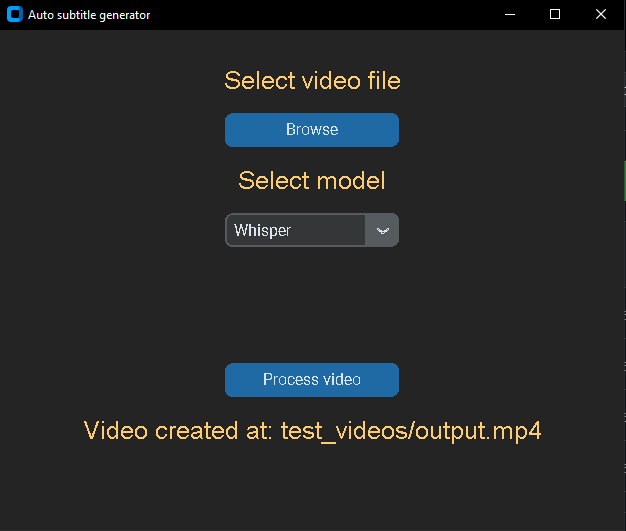 Auto subtitle generator
Select video file
Browse
Select model
Whisper
Process video
Video created at: test_videos/output.mp4